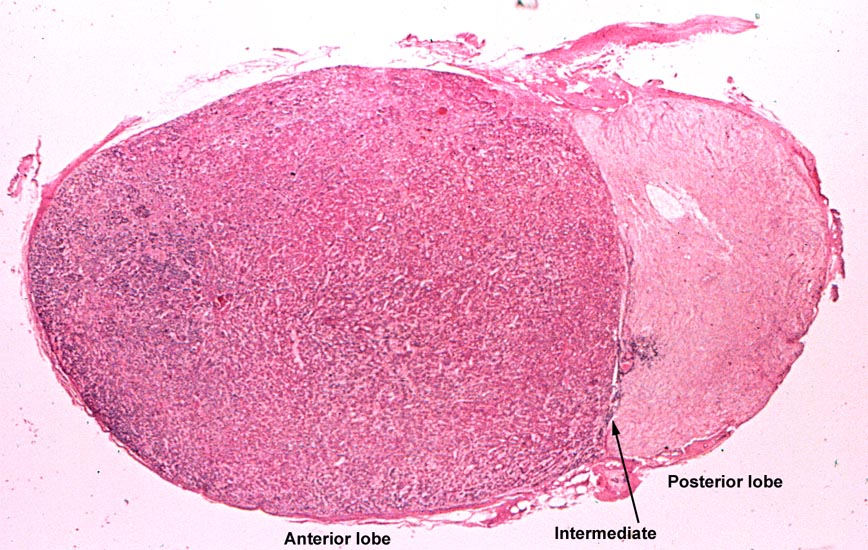 Posterior lobe
Intermediate
Anterior lobe